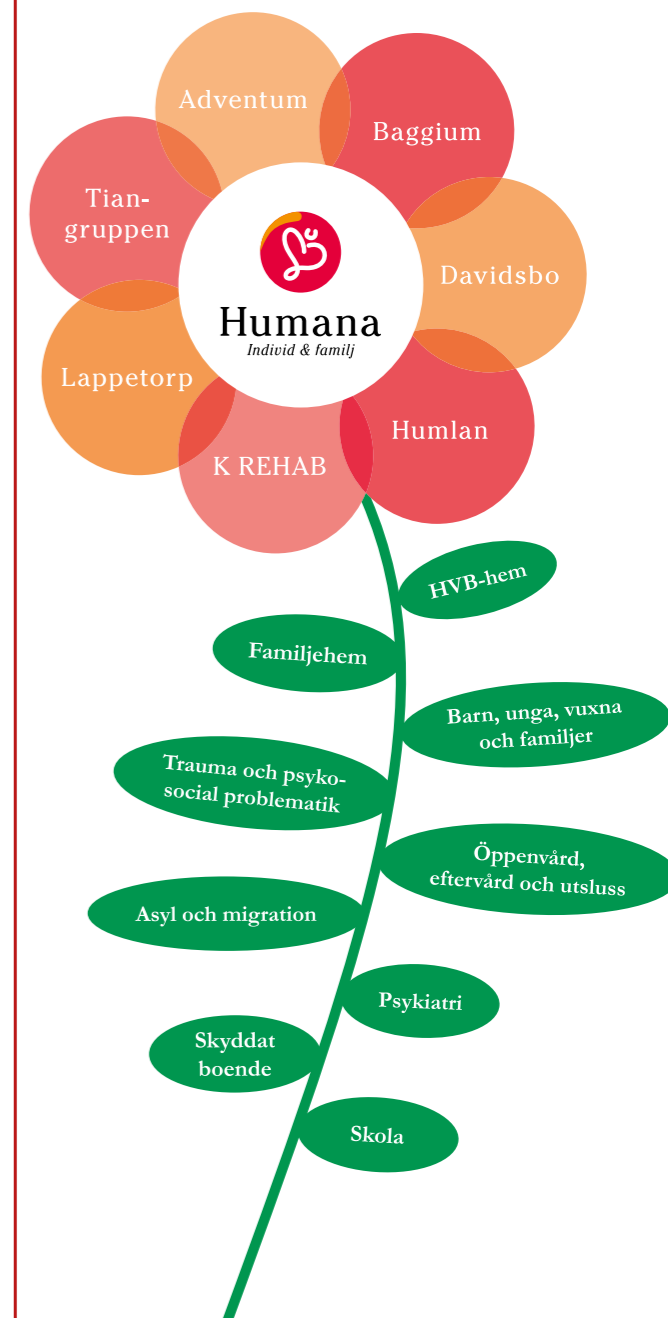 Adventum
Baggium
Tian-
gruppen
Davidsbo
Humana
Individ & familj
Lappetorp
Humlan
K REHAB
HVB-hem
Familjehem
Barn, unga, vuxna
och familjer
Trauma och psyko-
social problematik
Öppenvård,
eftervård och utsluss
Asyl och migration
Psykiatri
Skyddat
boende
Skola